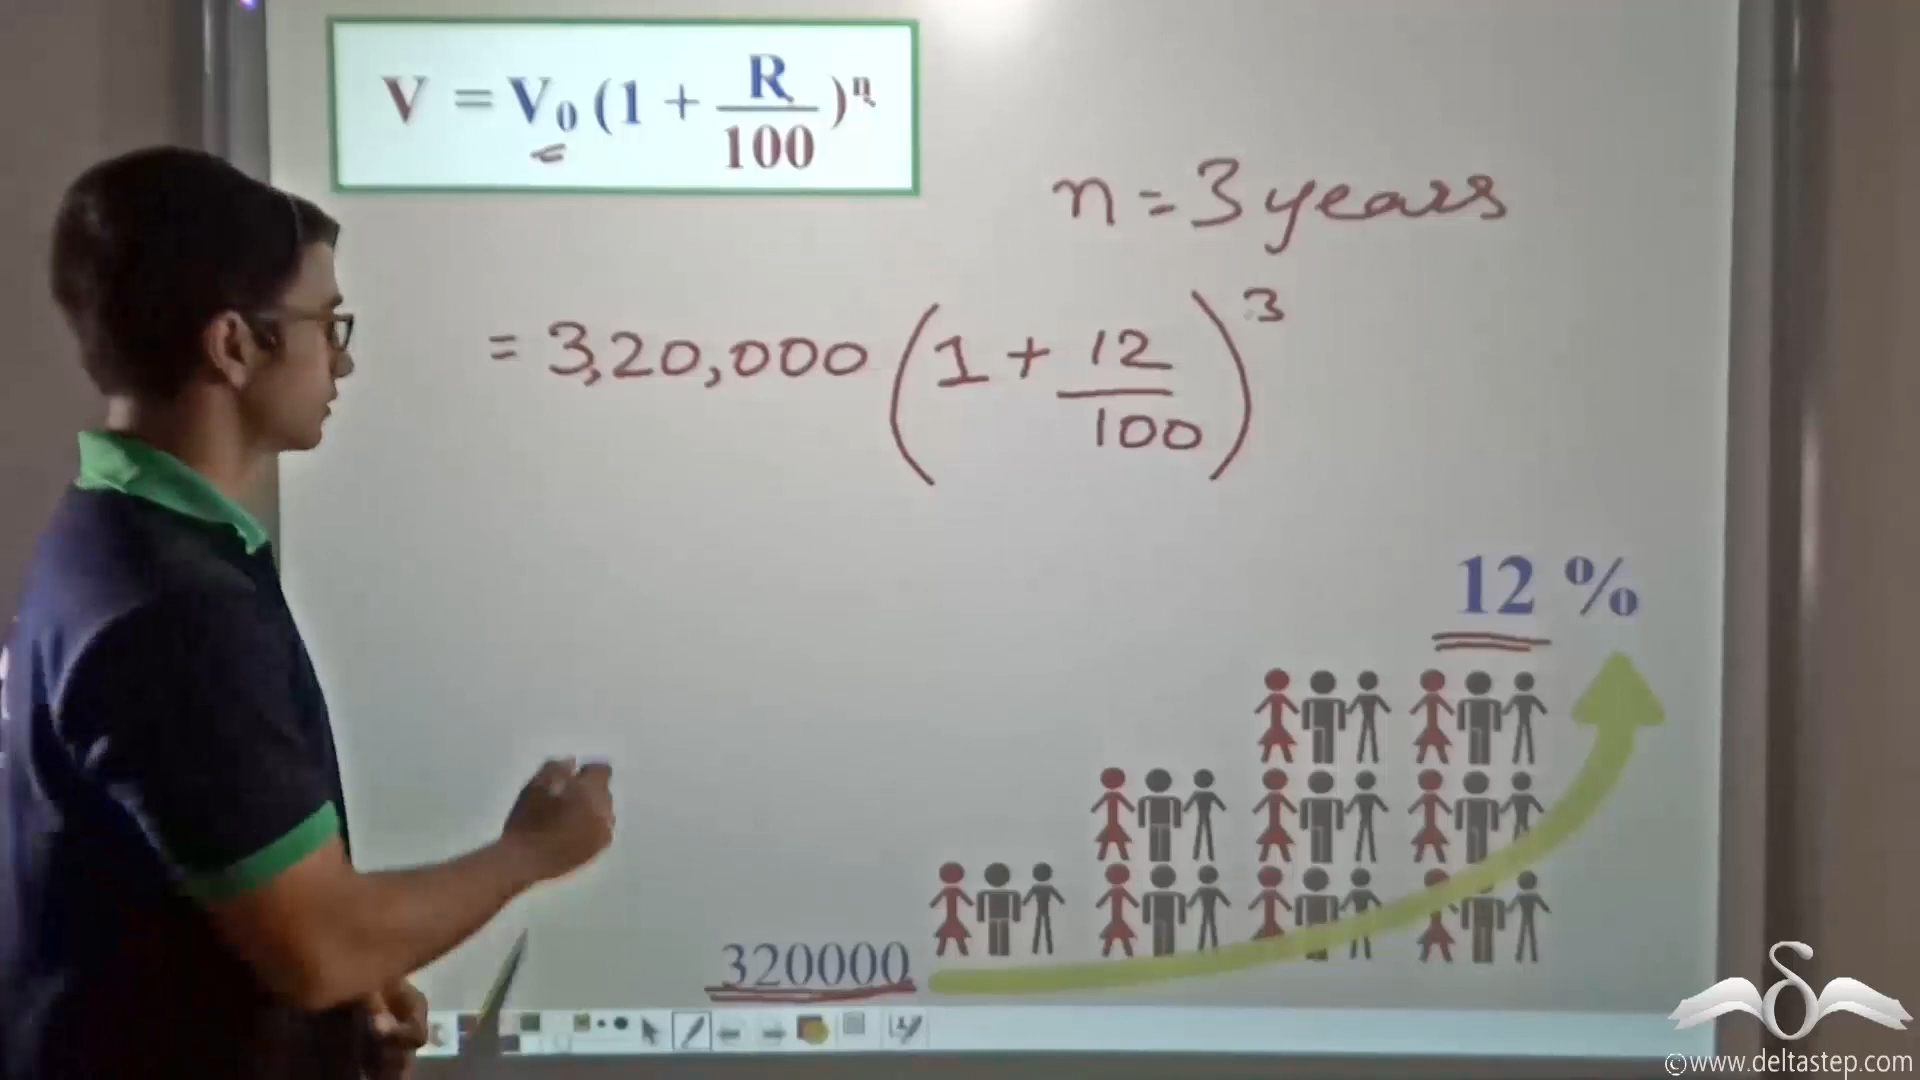 V = V₀ (1 + R/100)ⁿ
n = 3 years
= 3,20,000 (1 + 12/100)³
12 %
320000
©www.deltastep.com